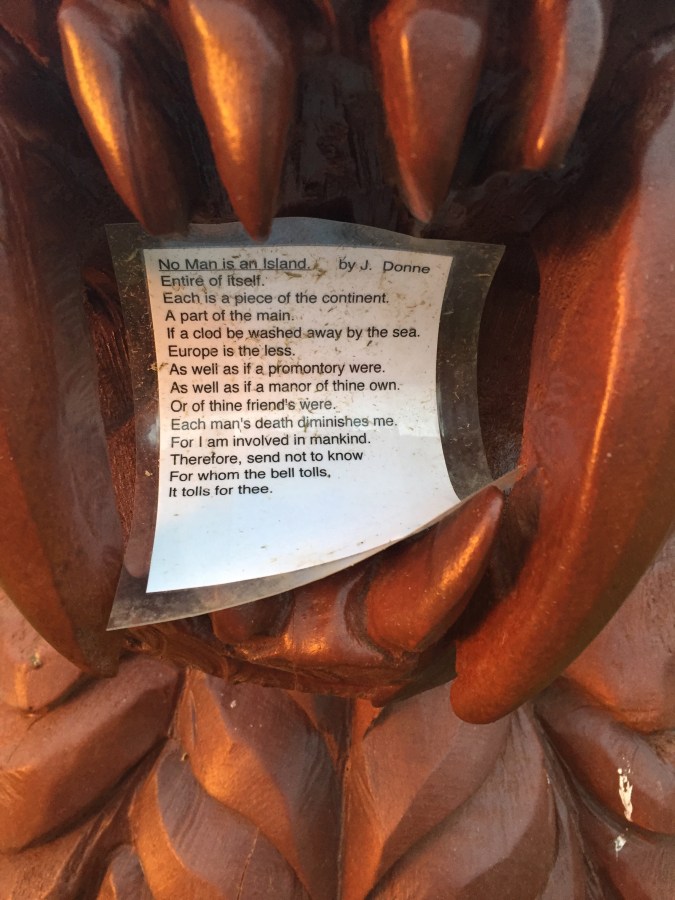 No Man is an Island, by J. Donne
Entire of itself.
Each is a piece of the continent.
A part of the main.
If a clod be washed away by the sea.
Europe is the less.
As well as if a promontory were.
As well as if a manor of thine own.
Or of thine friend's were.
Each man's death diminishes me.
For I am involved in mankind.
Therefore, send not to know
For whom the bell tolls,
It tolls for thee.